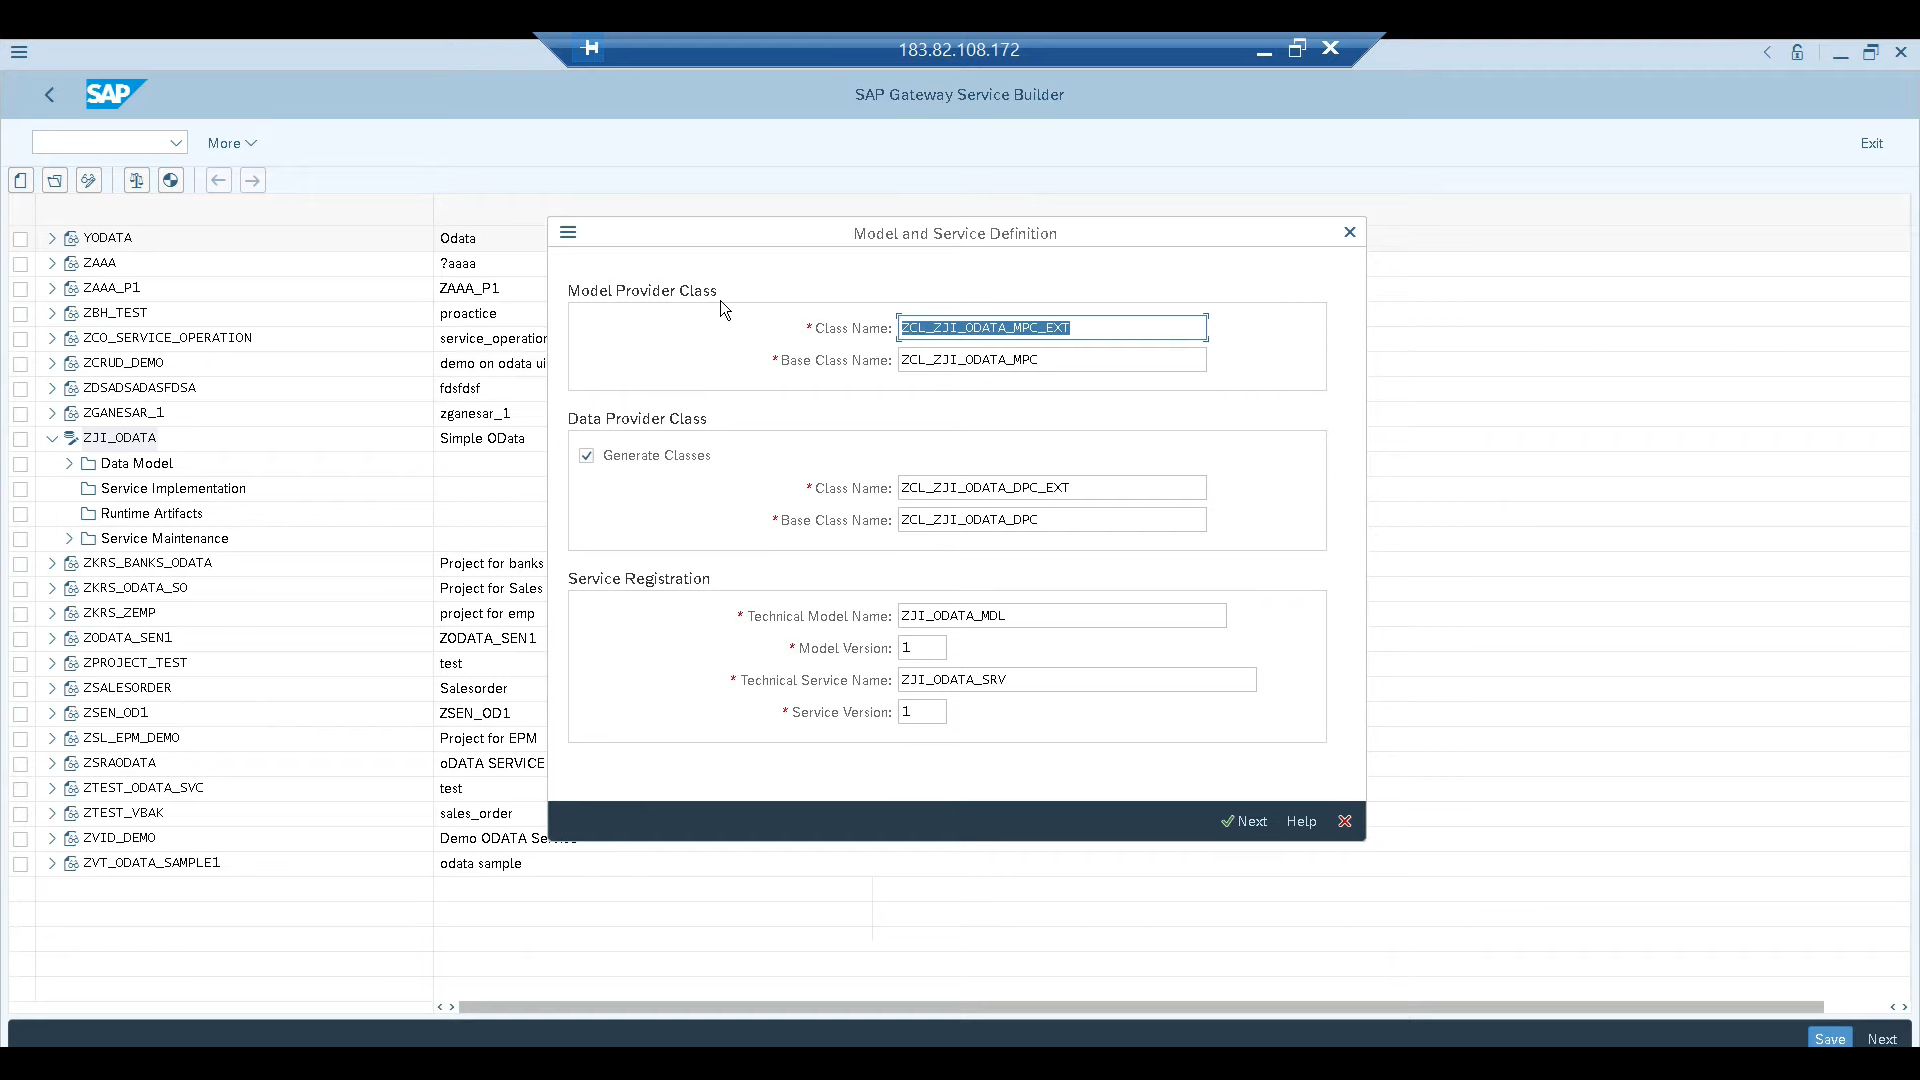 183.82.108.172
SAP
SAP Gateway Service Builder
More
Exit
YODATA Odata
ZAAA ?aaaa
ZAAA_P1 ZAAA_P1
ZBH_TEST proactice
ZCO_SERVICE_OPERATION service_operation
ZCRUD_DEMO demo on odata ui
ZDSADSADASFDSA fdsfdsf
ZGANESAR_1 zganesar_1
ZJI_ODATA Simple OData
Data Model
Service Implementation
Runtime Artifacts
Service Maintenance
ZKRS_BANKS_ODATA Project for banks
ZKRS_ODATA_SO Project for Sales
ZKRS_ZEMP project for emp
ZODATA_SEN1 ZODATA_SEN1
ZPROJECT_TEST test
ZSALESORDER Salesorder
ZSEN_OD1 ZSEN_OD1
ZSL_EPM_DEMO Project for EPM
ZSRAODATA oDATA SERVICE
ZTEST_ODATA_SVC test
ZTEST_VBAK sales_order
ZVID_DEMO Demo ODATA
ZVT_ODATA_SAMPLE1 odata sample
Model and Service Definition
Model Provider Class
* Class Name: ZCL_ZJI_ODATA_MPC_EXT
* Base Class Name: ZCL_ZJI_ODATA_MPC
Data Provider Class
Generate Classes
* Class Name: ZCL_ZJI_ODATA_DPC_EXT
* Base Class Name: ZCL_ZJI_ODATA_DPC
Service Registration
* Technical Model Name: ZJI_ODATA_MDL
* Model Version: 1
* Technical Service Name: ZJI_ODATA_SRV
* Service Version: 1
Next Help
Save Next